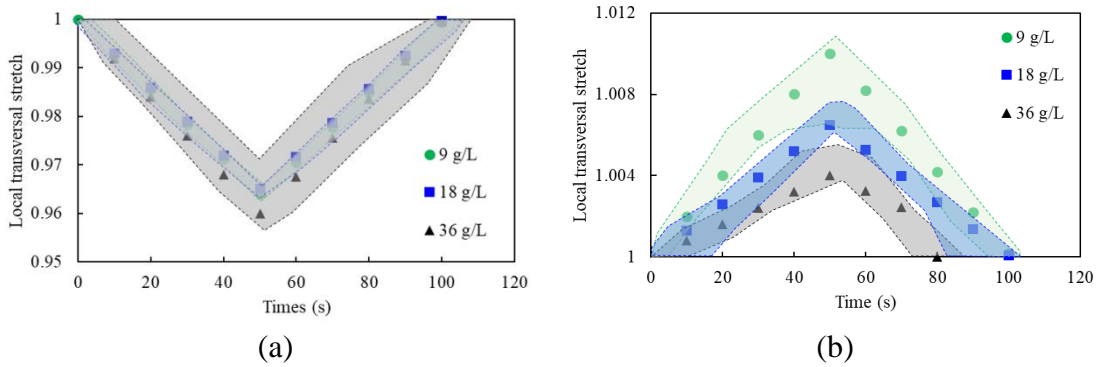 1
0.99
0.98
0.97
0.96
0.95
Local transversal stretch
0 20 40 60 80 100 120
Times (s)
9 g/L
18 g/L
36 g/L
(a)
1.012
1.008
1.004
1
Local transversal stretch
0 20 40 60 80 100 120
Time (s)
9 g/L
18 g/L
36 g/L
(b)